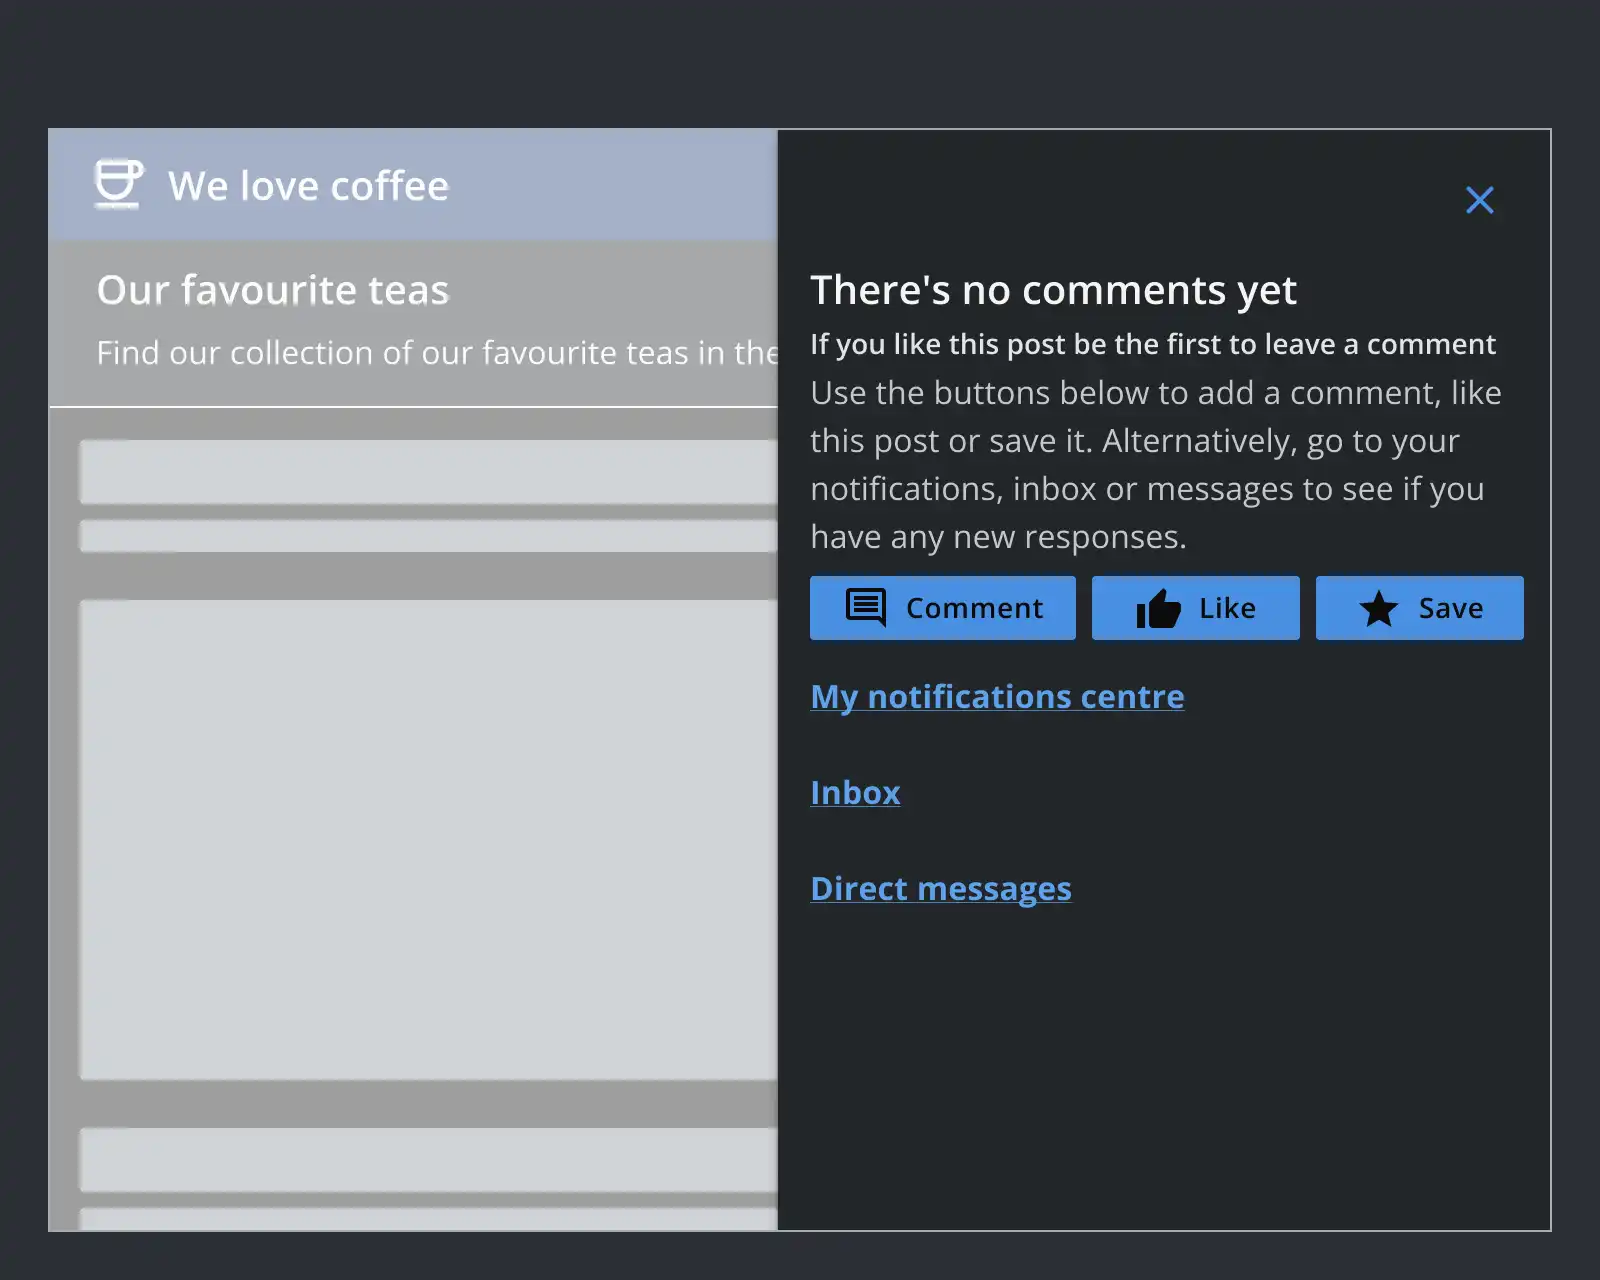 We love coffee
Our favourite teas
Find our collection of our favourite teas in the
There's no comments yet
If you like this post be the first to leave a comment
Use the buttons below to add a comment, like
this post or save it. Alternatively, go to your
notifications, inbox or messages to see if you
have any new responses.
Comment
Like
Save
My notifications centre
Inbox
Direct messages